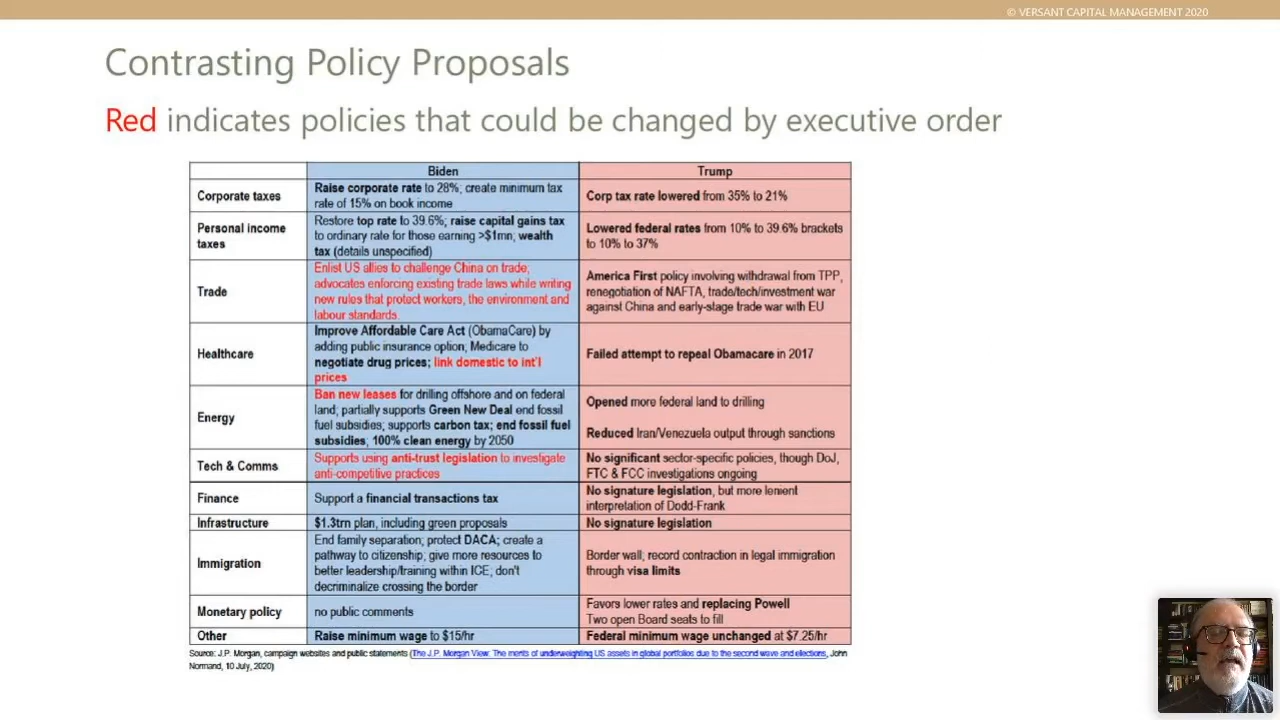 © VERSANT CAPITAL MANAGEMENT 2020
Contrasting Policy Proposals
Red indicates policies that could be changed by executive order
Biden
Trump
Corporate taxes
Raise corporate rate to 28%; create minimum tax
rate of 15% on book income
Corp tax rate lowered from 35% to 21%
Personal income
taxes
Restore top rate to 39.6%; raise capital gains tax
to ordinary rate for those earning >$1mn; wealth
tax (details unspecified)
Lowered federal rates from 10% to 39.6% brackets
to 10% to 37%
Trade
Enlist US allies to challenge China on trade;
advocates enforcing existing trade laws while writing
new rules that protect workers, the environment and
labour standards.
America First policy involving withdrawal from TPP,
renegotiation of NAFTA, trade/tech/investment war
against China and early-stage trade war with EU
Healthcare
Improve Affordable Care Act (ObamaCare) by
adding public insurance option; Medicare to
negotiate drug prices; link domestic to int'l
prices
Failed attempt to repeal Obamacare in 2017
Energy
Ban new leases for drilling offshore and on federal
land; partially supports Green New Deal end fossil
fuel subsidies; supports carbon tax; end fossil fuel
subsidies; 100% clean energy by 2050
Opened more federal land to drilling
Reduced Iran/Venezuela output through sanctions
Tech & Comms
Supports using anti-trust legislation to investigate
anti-competitive practices
No significant sector-specific policies, though DoJ,
FTC & FCC investigations ongoing
Finance
Support a financial transactions tax
No signature legislation, but more lenient
interpretation of Dodd-Frank
Infrastructure
$1.3trn plan, including green proposals
No signature legislation
Immigration
End family separation; protect DACA; create a
pathway to citizenship; give more resources to
better leadership/training within ICE; don't
decriminalize crossing the border
Border wall; record contraction in legal immigration
through visa limits
Monetary policy
no public comments
Favors lower rates and replacing Powell
Two open Board seats to fill
Other
Raise minimum wage to $15/hr
Federal minimum wage unchanged at $7.25/hr
Source: J.P. Morgan, campaign websites and public statements (The J.P. Morgan View: The merits of underweighting US assets in global portfolios due to the second wave and elections, John
Normand, 10 July, 2020)